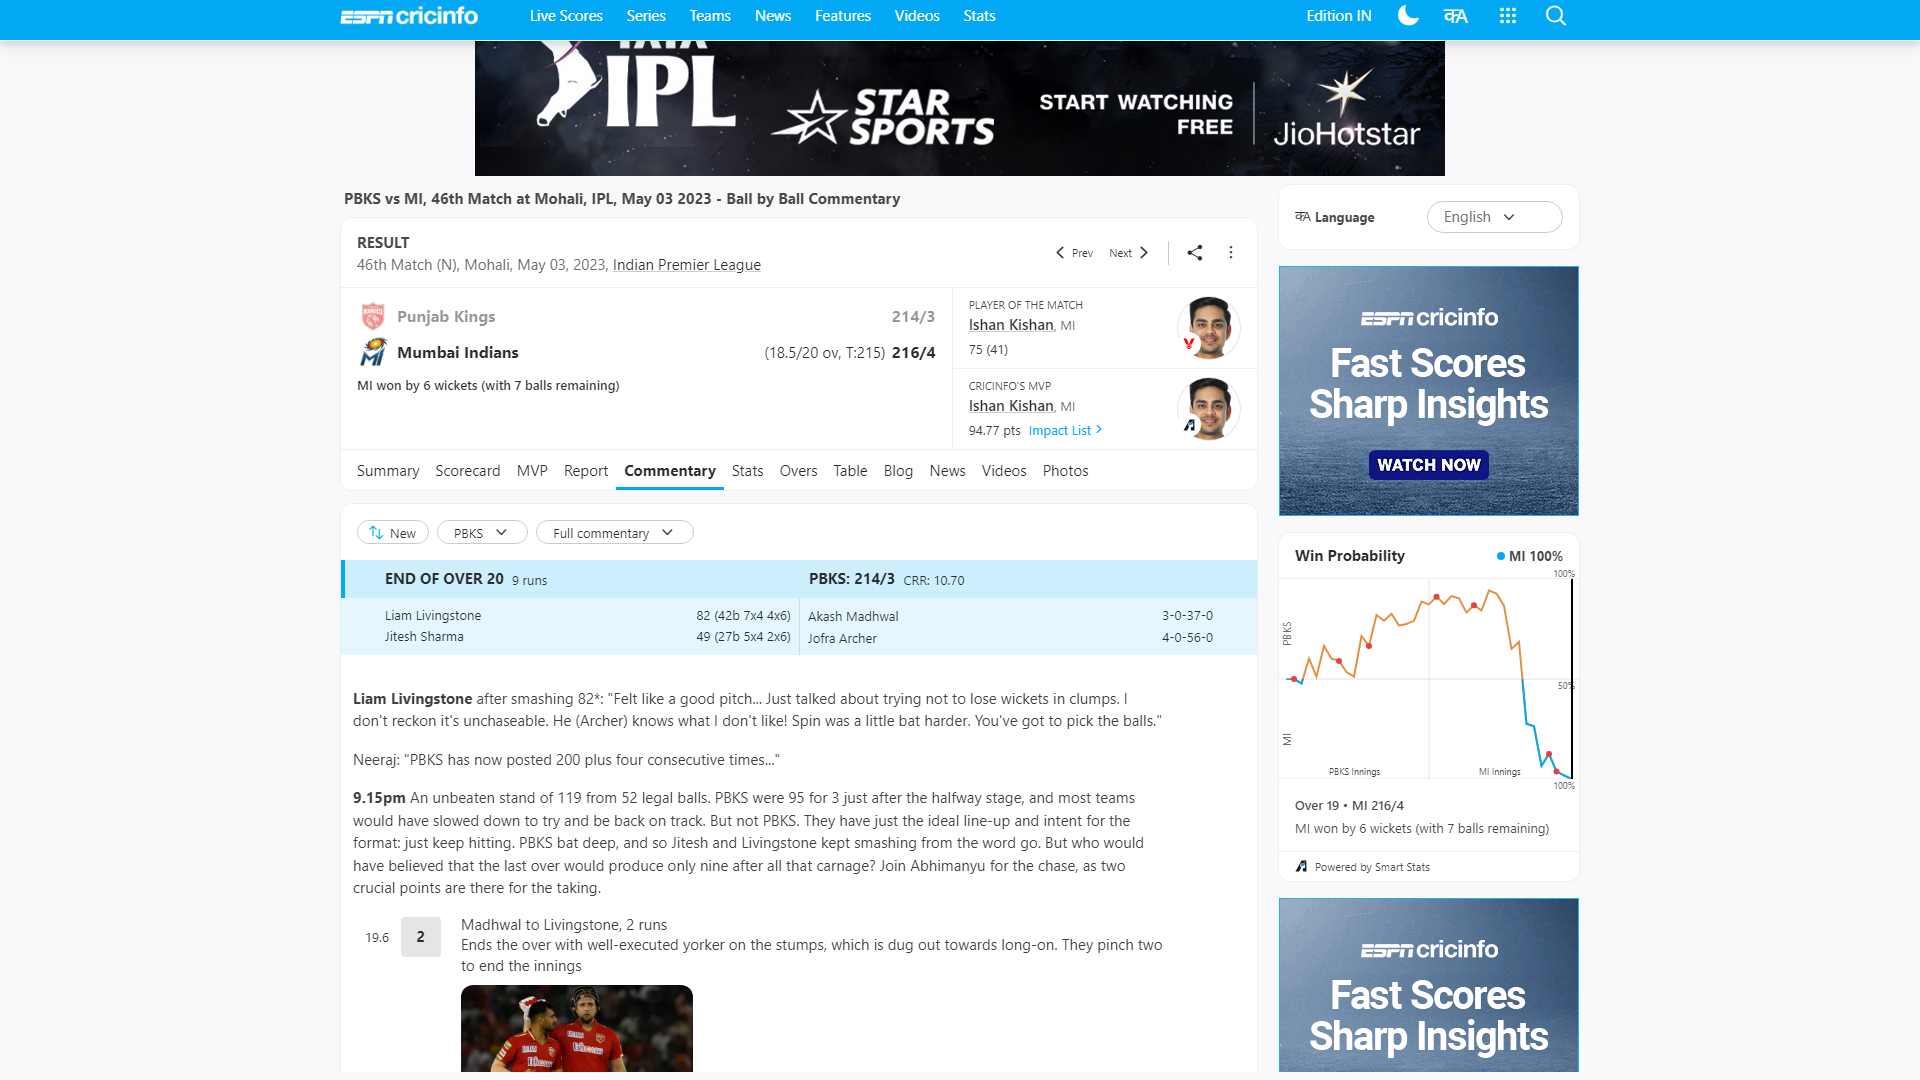 ESPN cricinfo
Live Scores Series Teams News Features Videos Stats
Edition IN
TATA
IPL
STAR
SPORTS
START WATCHING
FREE
JioHotstar
PBKS vs MI, 46th Match at Mohali, IPL, May 03 2023 - Ball by Ball Commentary
RESULT
46th Match (N), Mohali, May 03, 2023, Indian Premier League
Prev Next
Punjab Kings 214/3
Mumbai Indians (18.5/20 ov, T:215) 216/4
MI won by 6 wickets (with 7 balls remaining)
PLAYER OF THE MATCH
Ishan Kishan, MI
75 (41)
CRICINFO'S MVP
Ishan Kishan, MI
94.77 pts Impact List
Summary Scorecard MVP Report Commentary Stats Overs Table Blog News Videos Photos
New PBKS Full commentary
END OF OVER 20 9 runs PBKS: 214/3 CRR: 10.70
Liam Livingstone 82 (42b 7x4 4x6) Akash Madhwal 3-0-37-0
Jitesh Sharma 49 (27b 5x4 2x6) Jofra Archer 4-0-56-0
Liam Livingstone after smashing 82*: "Felt like a good pitch... Just talked about trying not to lose wickets in clumps. I
don't reckon it's unchaseable. He (Archer) knows what I don't like! Spin was a little bat harder. You've got to pick the balls."
Neeraj: "PBKS has now posted 200 plus four consecutive times..."
9.15pm An unbeaten stand of 119 from 52 legal balls. PBKS were 95 for 3 just after the halfway stage, and most teams
would have slowed down to try and be back on track. But not PBKS. They have just the ideal line-up and intent for the
format: just keep hitting. PBKS bat deep, and so Jitesh and Livingstone kept smashing from the word go. But who would
have believed that the last over would produce only nine after all that carnage? Join Abhimanyu for the chase, as two
crucial points are there for the taking.
19.6 2 Madhwal to Livingstone, 2 runs
Ends the over with well-executed yorker on the stumps, which is dug out towards long-on. They pinch two
to end the innings
कA Language English
ESPN cricinfo
Fast Scores
Sharp Insights
WATCH NOW
Win Probability MI 100%
100%
PBKS
50%
MI
PBKS Innings MI Innings
100%
Over 19 • MI 216/4
MI won by 6 wickets (with 7 balls remaining)
Powered by Smart Stats
ESPN cricinfo
Fast Scores
Sharp Insights